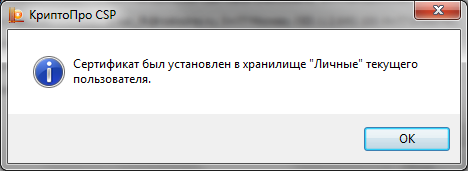 КриптоПро CSP
Сертификат был установлен в хранилище "Личные" текущего
пользователя.
OK